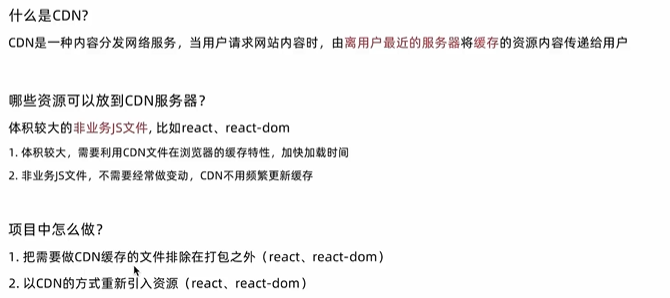 什么是CDN?
CDN是一种内容分发网络服务，当用户请求网站内容时，由离用户最近的服务器将缓存的资源内容传递给用户
哪些资源可以放到CDN服务器？
体积较大的非业务JS文件, 比如react、react-dom
1. 体积较大，需要利用CDN文件在浏览器的缓存特性，加快加载时间
2. 非业务JS文件，不需要经常做变动，CDN不用频繁更新缓存
项目中怎么做？
1. 把需要做CDN缓存的文件排除在打包之外（react、react-dom）
2. 以CDN的方式重新引入资源（react、react-dom）